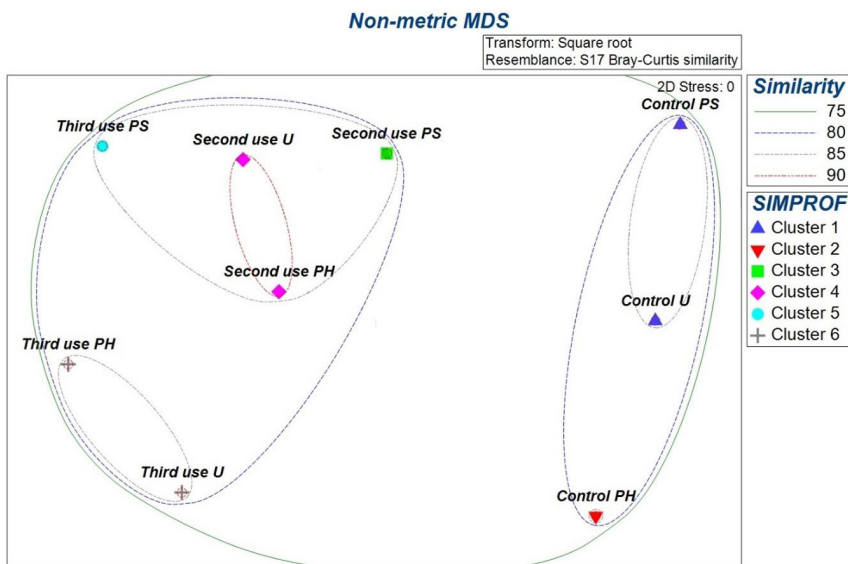 Non-metric MDS
Transform: Square root
Resemblance: S17 Bray-Curtis similarity
2D Stress: 0
Control PS
Third use PS
Second use U
Second use PS
Second use PH
Control U
Third use PH
Third use U
Control PH
Similarity
75
80
85
90
SIMPROF
Cluster 1
Cluster 2
Cluster 3
Cluster 4
Cluster 5
Cluster 6